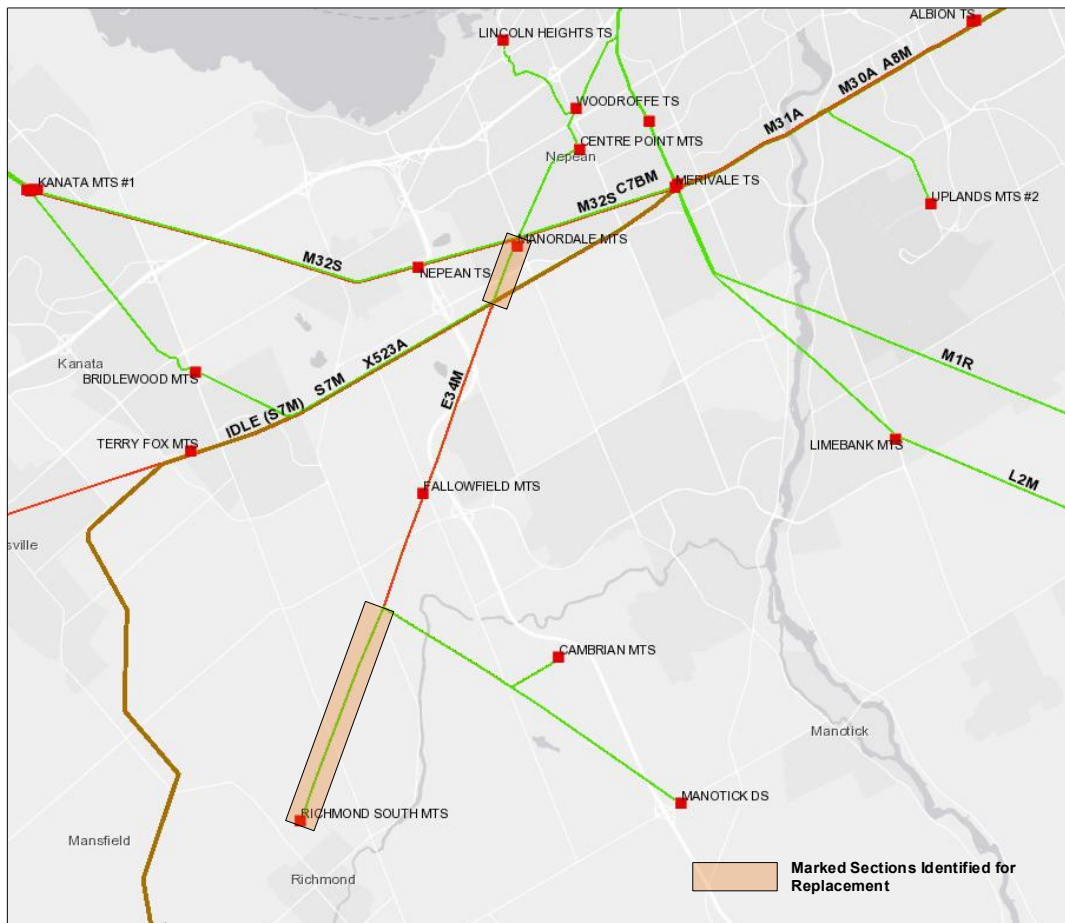 ALBION TS
LINCOLN HEIGHTS TS
M30A A8M
WOODROFFE TS
M31A
CENTRE POINT MTS
Nepean
KANATA MTS #1
M32S C7BM
MERIVALE TS
UPLANDS MTS #2
MANORDALE MTS
M32S
NEPEAN TS
Kanata
BRIDLEWOOD MTS
IDLE (S7M) S7M X523A
M1R
E34M
TERRY FOX MTS
LIMEBANK MTS
L2M
FALLOWFIELD MTS
sville
CAMBRIAN MTS
Manotick
MANOTICK DS
RICHMOND SOUTH MTS
Mansfield
Richmond
Marked Sections Identified for
Replacement